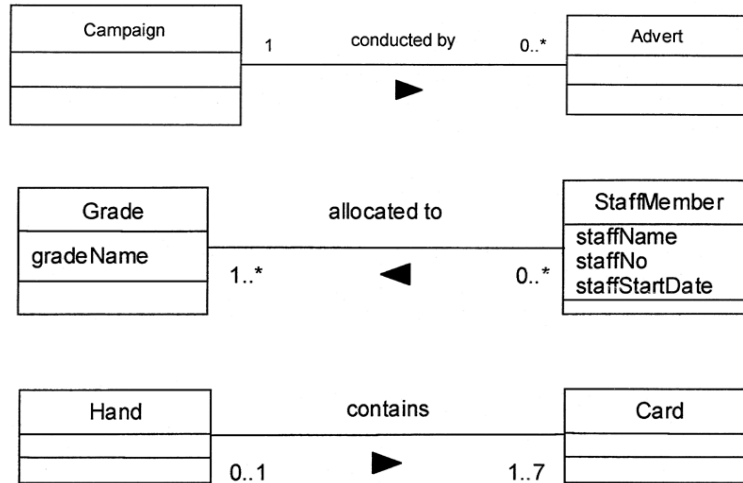 Campaign
1
conducted by
0..*
Advert
Grade
gradeName
allocated to
1..*
0..*
StaffMember
staffName
staffNo
staffStartDate
Hand
contains
Card
0..1
1..7